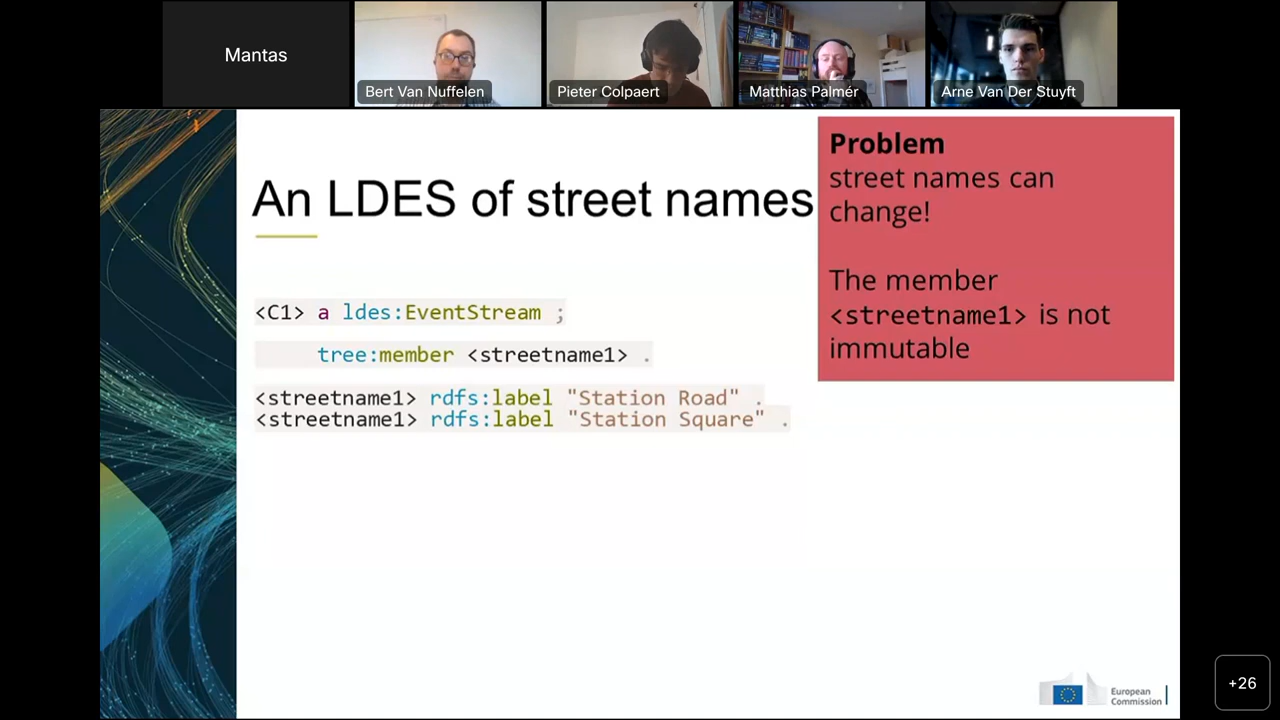 Mantas
Bert Van Nuffelen
Pieter Colpaert
Matthias Palmér
Arne Van Der Stuyft
An LDES of street names
Problem
street names can
change!
The member
<streetname1> is not
immutable
<C1> a ldes:EventStream ;
tree:member <streetname1> .
<streetname1> rdfs:label "Station Road" .
<streetname1> rdfs:label "Station Square" .
European
Commission
+26